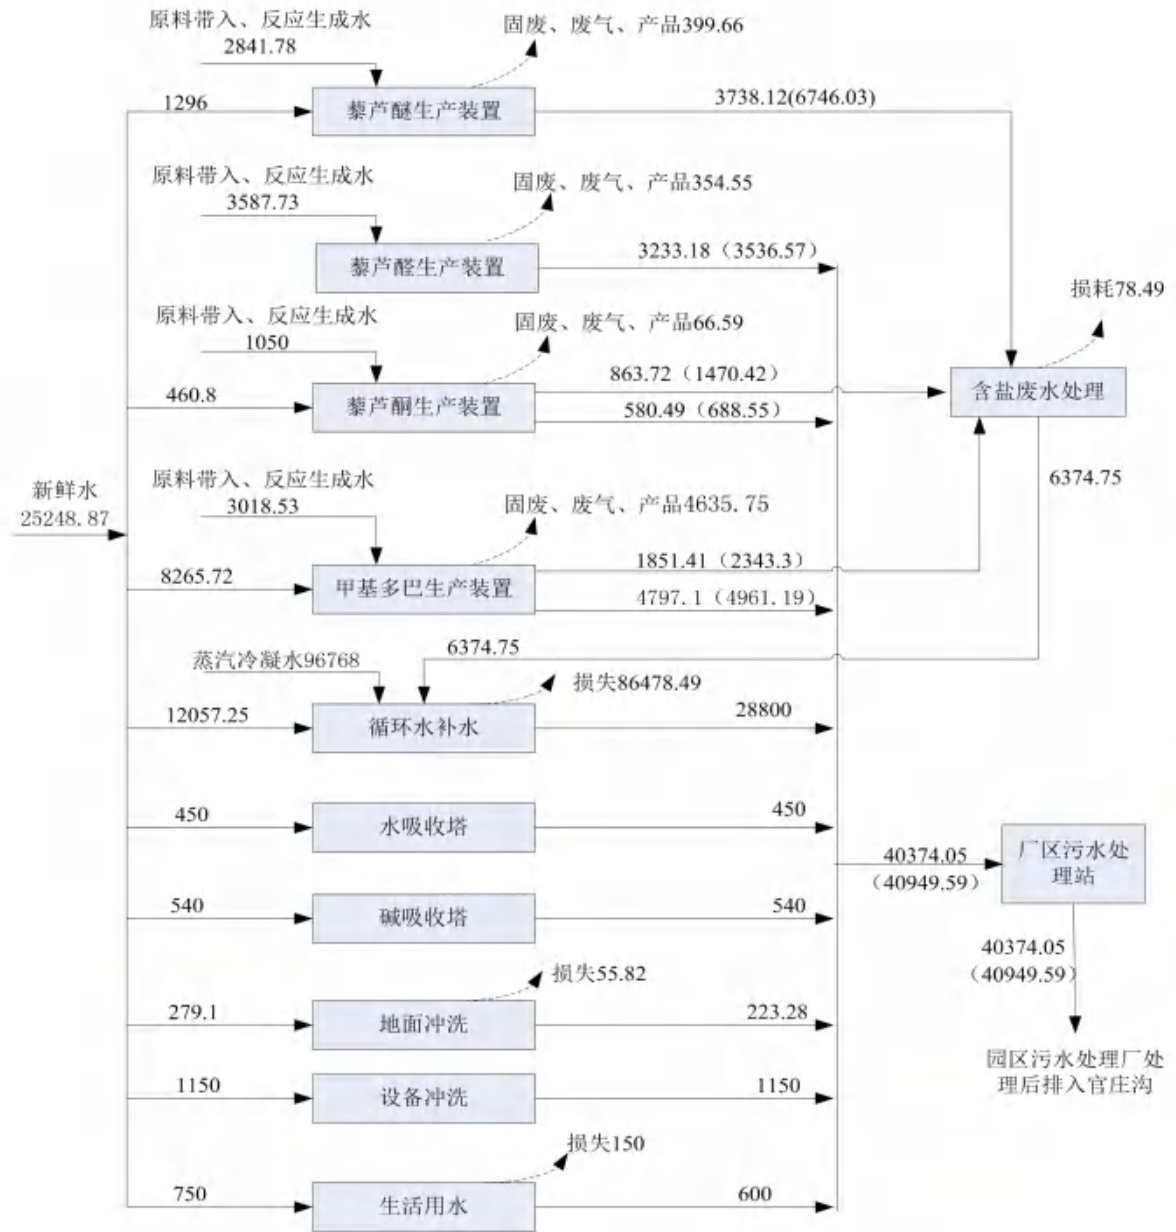 原料带入、反应生成水
2841.78
固废、废气、产品399.66
1296
藜芦醚生产装置
3738.12(6746.03)
原料带入、反应生成水
3587.73
固废、废气、产品354.55
藜芦醛生产装置
3233.18（3536.57）
损耗78.49
原料带入、反应生成水
1050
固废、废气、产品66.59
460.8
藜芦酮生产装置
863.72（1470.42）
580.49（688.55）
含盐废水处理
6374.75
新鲜水
25248.87
原料带入、反应生成水
3018.53
固废、废气、产品4635.75
8265.72
甲基多巴生产装置
1851.41（2343.3）
4797.1（4961.19）
蒸汽冷凝水96768
6374.75
损失86478.49
12057.25
循环水补水
28800
450
水吸收塔
450
40374.05
（40949.59）
厂区污水处
理站
540
碱吸收塔
540
40374.05
（40949.59）
损失55.82
279.1
地面冲洗
223.28
园区污水处理厂处
理后排入官庄沟
1150
设备冲洗
1150
损失150
750
生活用水
600